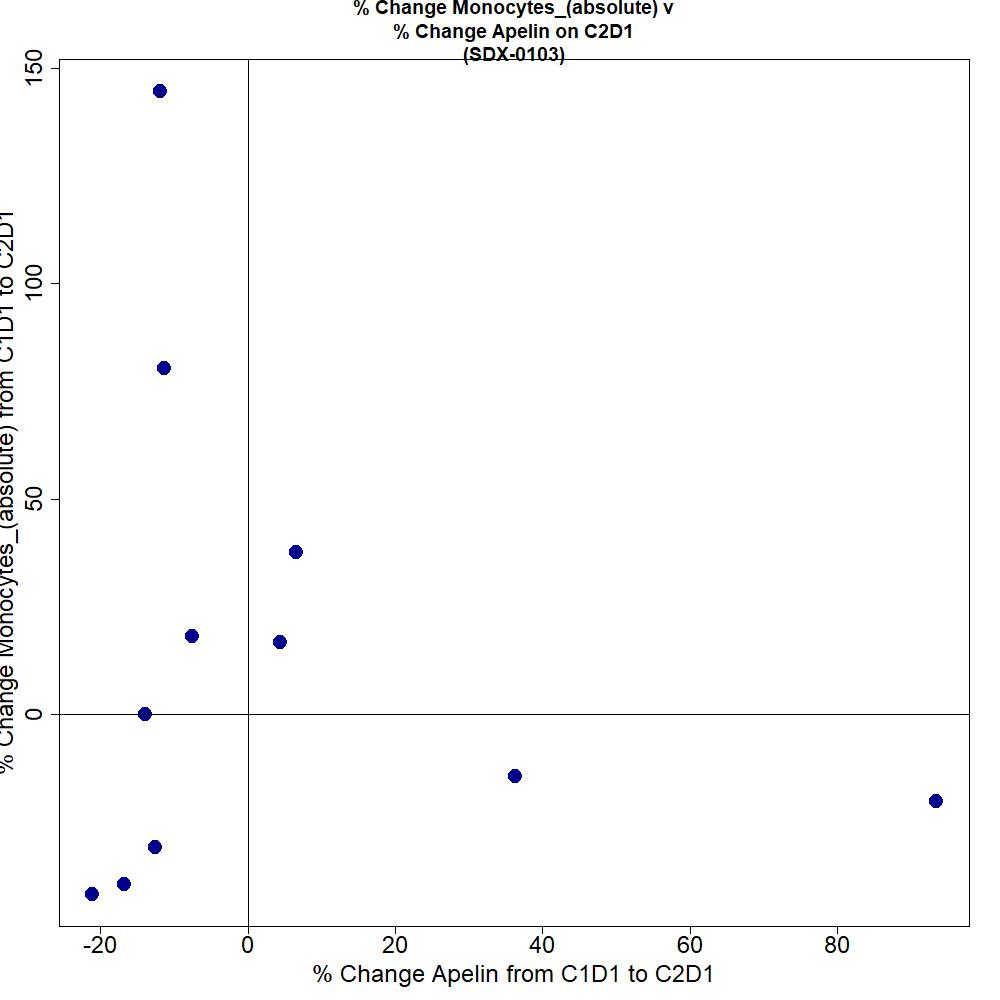 % Change Monocytes_(absolute) v
% Change Apelin on C2D1
(SDX-0103)
% Change Monocytes_(absolute) from C1D1 to C2D1
150
100
50
0
-20
0
20
40
60
80
% Change Apelin from C1D1 to C2D1